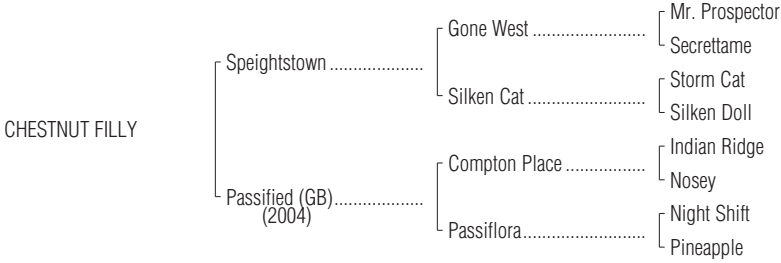 Mr. Prospector
Gone West ........................
Secrettame
Speightstown ....................
Storm Cat
Silken Cat .........................
Silken Doll
CHESTNUT FILLY
Indian Ridge
Compton Place .................
Nosey
Passified (GB)...................
(2004)
Night Shift
Passiflora..........................
Pineapple